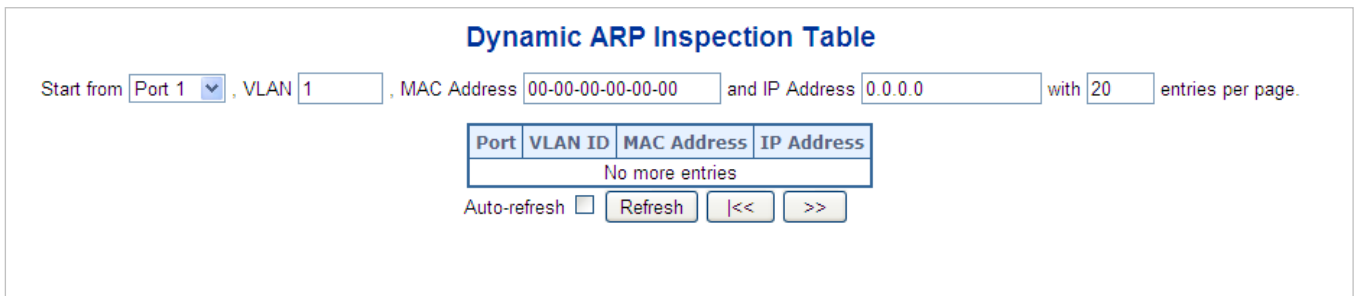 Dynamic ARP Inspection Table
Start from Port 1 , VLAN 1 , MAC Address 00-00-00-00-00-00 and IP Address 0.0.0.0 with 20 entries per page.
Port VLAN ID MAC Address IP Address
No more entries
Auto-refresh Refresh |<< >>